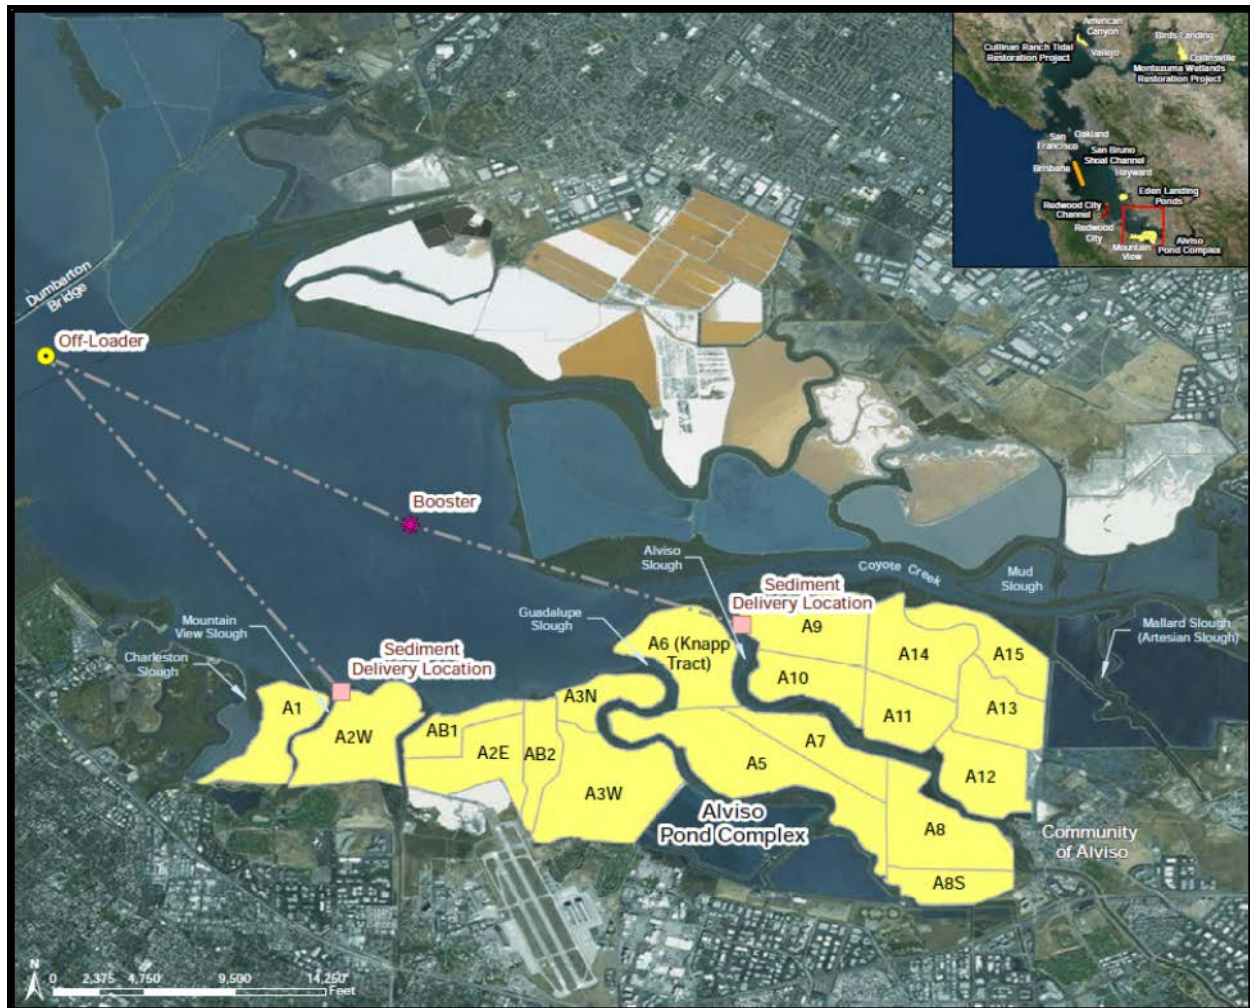 American
Canyon
Cullinan Ranch Tidal
Restoration Project
Vallejo
Birds Landing
Collinsville
Montezuma Wetlands
Restoration Project
San
Francisco
Oakland
San Bruno
Shoal Channel
Brisbane
Hayward
Eden Landing
Ponds
Redwood City
Channel
Redwood
City
Mountain
View
Alviso
Pond Complex
Dumbarton
Bridge
Off-Loader
Booster
Alviso
Slough
Coyote Creek
Mud
Slough
Sediment
Delivery Location
Guadalupe
Slough
Mallard Slough
(Artesian Slough)
Mountain
View Slough
Charleston
Slough
Sediment
Delivery Location
A6 (Knapp
Tract)
A9
A14
A15
A10
A11
A13
A12
A1
A2W
AB1
A2E
AB2
A3N
A3W
A5
A7
A8
A8S
Alviso
Pond Complex
Community
of Alviso
N
0 2,375 4,750 9,500 14,250
Feet